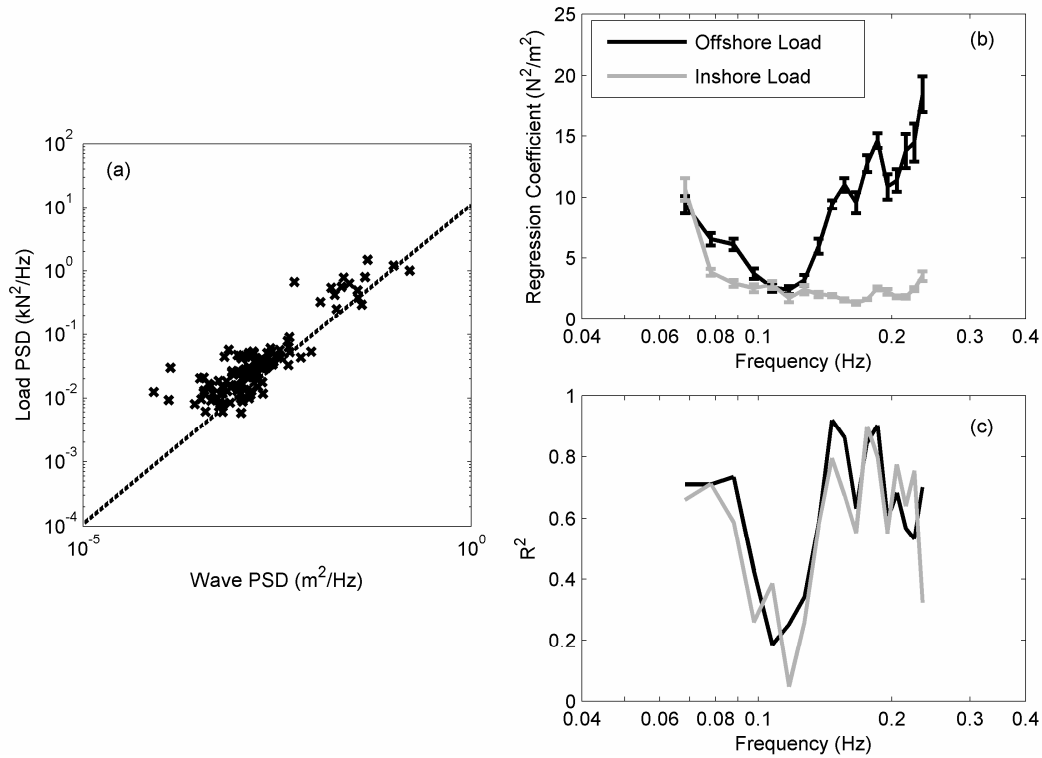 (a)
10^2
10^1
10^0
10^-1
10^-2
10^-3
10^-4
Load PSD (kN^2/Hz)
10^-5 10^0
Wave PSD (m^2/Hz)
(b)
Offshore Load
Inshore Load
25
20
15
10
5
0
Regression Coefficient (N^2/m^2)
0.04 0.06 0.08 0.1 0.2 0.3 0.4
Frequency (Hz)
(c)
1
0.8
0.6
0.4
0.2
0
R^2
0.04 0.06 0.08 0.1 0.2 0.3 0.4
Frequency (Hz)